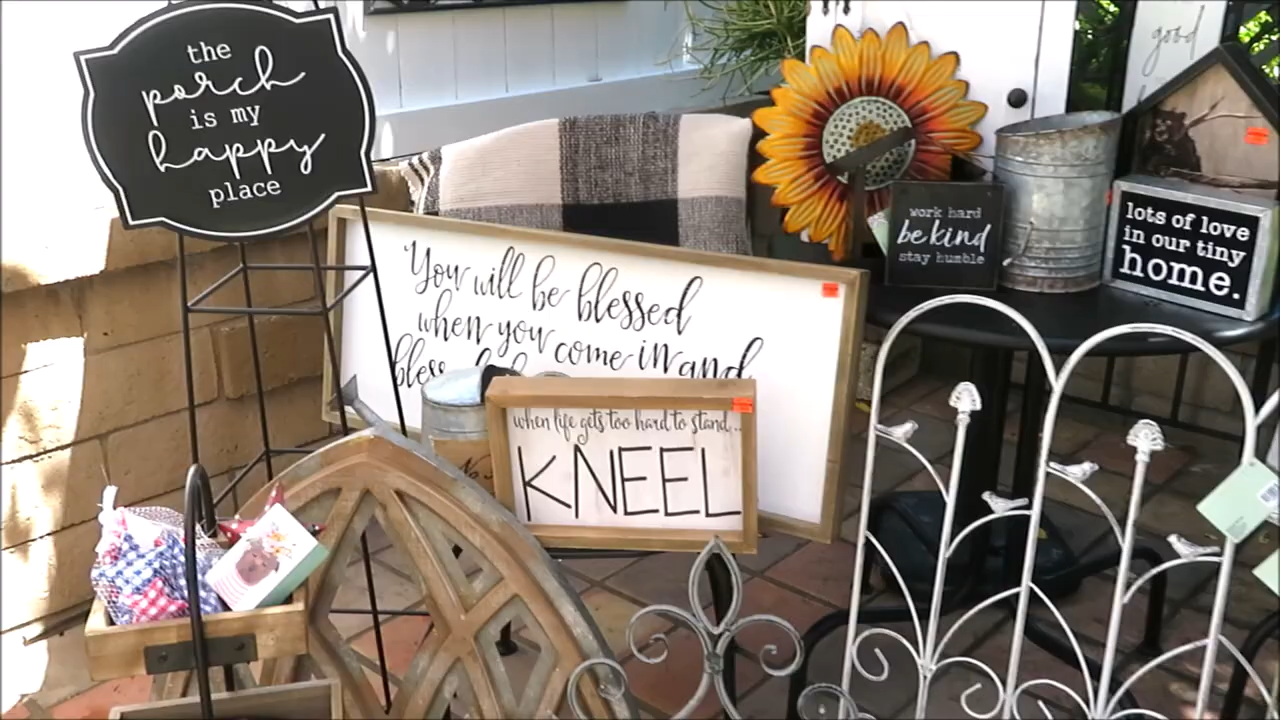 the
porch
is my
happy
place
You will be blessed
when you come in and
when life gets too hard to stand...
KNEEL
work hard
be kind
stay humble
lots of love
in our tiny
home.
good